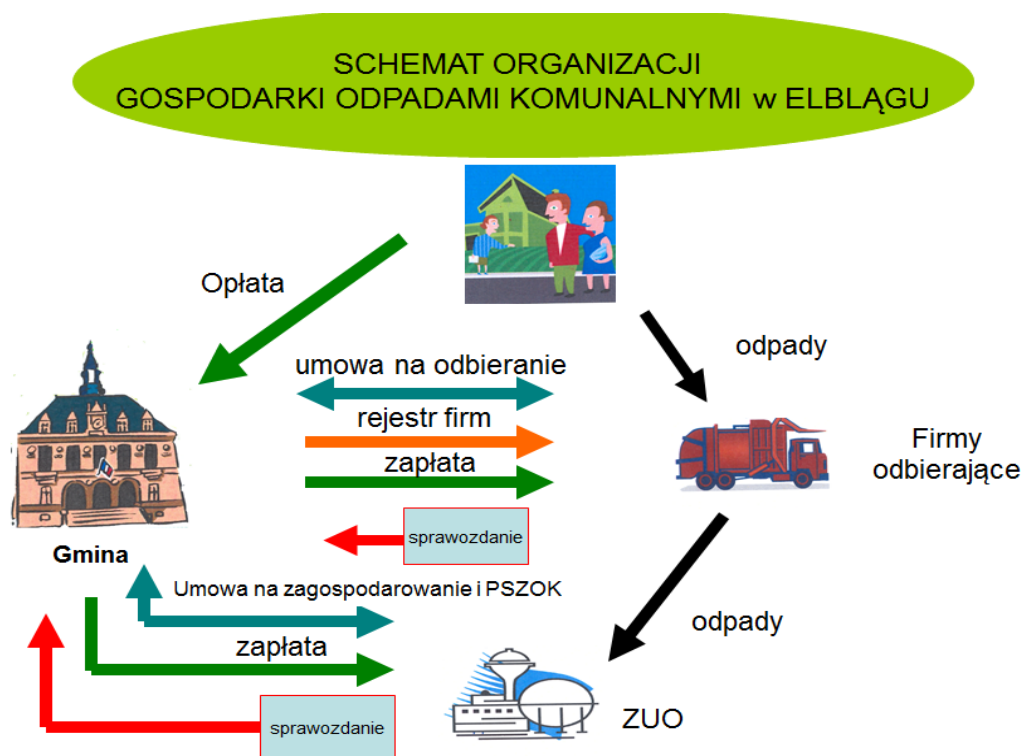 SCHEMAT ORGANIZACJI
GOSPODARKI ODPADAMI KOMUNALNYMI w ELBLĄGU
Opłata
odpady
umowa na odbieranie
rejestr firm
zapłata
Firmy
odbierające
sprawozdanie
Gmina
Umowa na zagospodarowanie i PSZOK
odpady
zapłata
sprawozdanie
ZUO